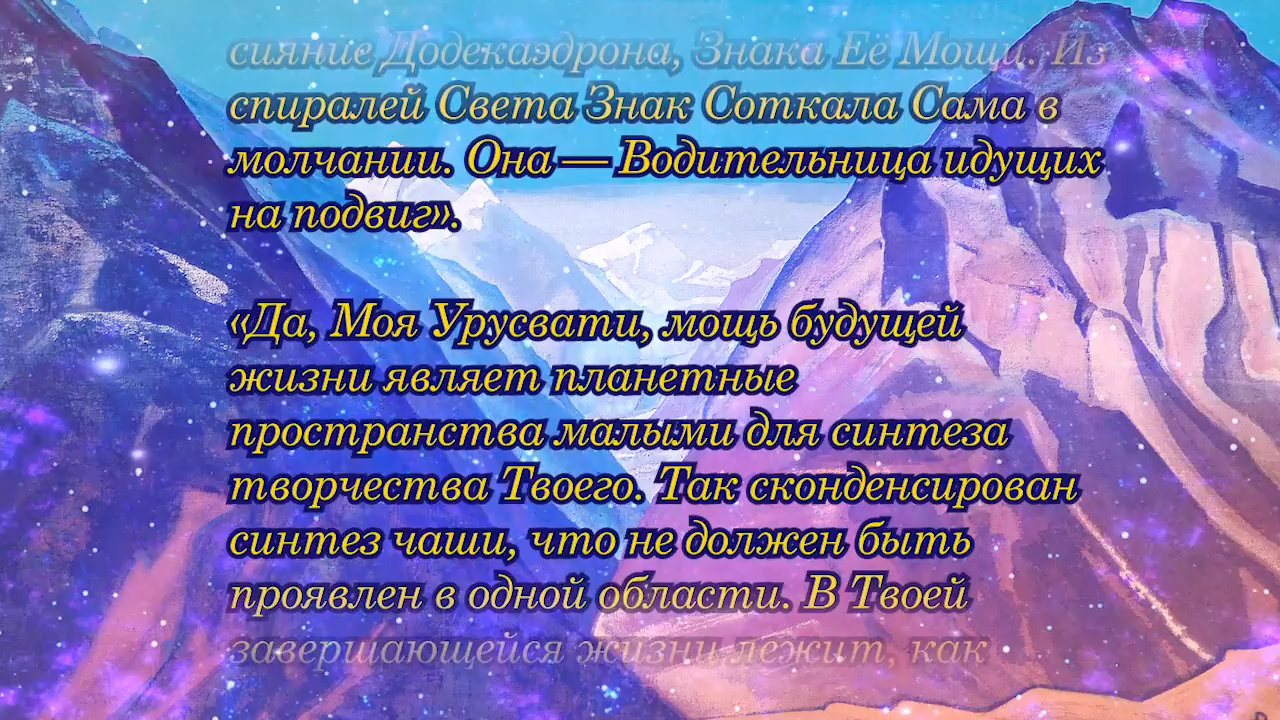 сияние Додекаэдрона, Знака Её Мощи. Из
спиралей Света Знак Соткала Сама в
молчании. Она — Водительница идущих
на подвиг».
«Да, Моя Урусвати, мощь будущей
жизни являет планетные
пространства малыми для синтеза
творчества Твоего. Так сконденсирован
синтез чаши, что не должен быть
проявлен в одной области. В Твоей
завершающейся жизни лежит, как